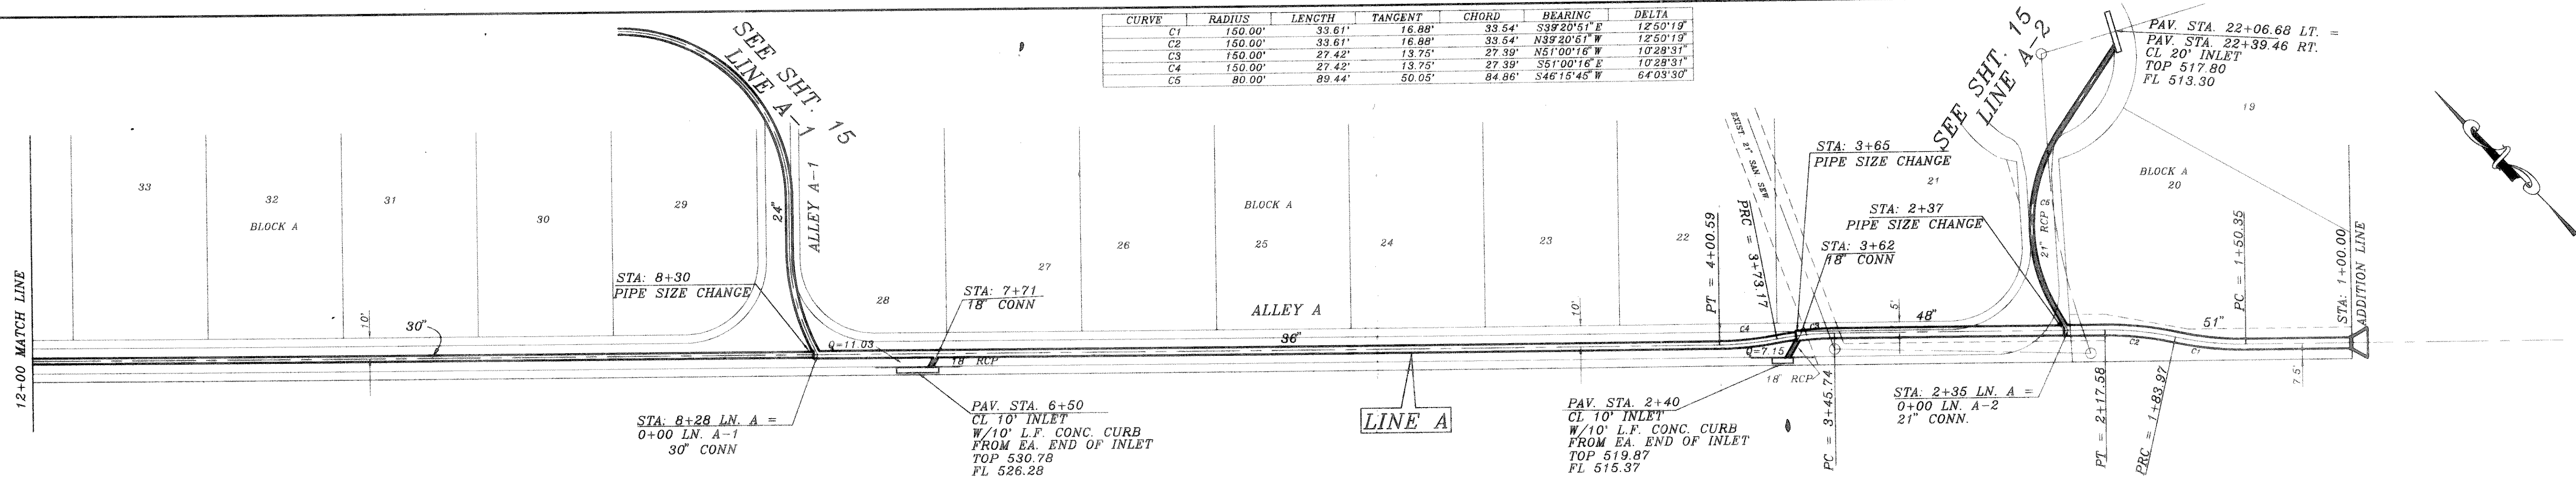 CURVE RADIUS LENGTH TANGENT CHORD BEARING DELTA
C1 150.00' 33.61' 16.88' 33.54' S39°20'51" E 12°50'19"
C2 150.00' 33.61' 16.88' 33.54' N39°20'51" W 12°50'19"
C3 150.00' 27.42' 13.75' 27.39' N51°00'16" W 10°28'31"
C4 150.00' 27.42' 13.75' 27.39' S51°00'16" E 10°28'31"
C5 80.00' 89.44' 50.05' 84.86' S46°15'45" W 64°03'30"
SEE SHT. 15
LINE A-1
SEE SHT. 15
LINE A-2
PAV. STA. 22+06.68 LT. =
PAV. STA. 22+39.46 RT.
CL 20' INLET
TOP 517.80
FL 513.30
19
33
32
BLOCK A
31
30
29
24"
ALLEY A-1
28
27
26
BLOCK A
25
24
23
22
EXIST 21" SAN SEW
21
BLOCK A
20
STA: 3+65
PIPE SIZE CHANGE
STA: 2+37
PIPE SIZE CHANGE
STA: 3+62
18" CONN
C5
21" RCP
PT = 4+00.59
PRC = 3+73.17
PC = 1+50.35
STA: 1+00.00
ADDITION LINE
12+00 MATCH LINE
10'
30"
STA: 8+30
PIPE SIZE CHANGE
STA: 7+71
18" CONN
ALLEY A
10'
5'
Q=11.03
18" RCP
36"
C4
C3
48"
51"
C2
C1
Q=7.15
18" RCP
7.5'
STA: 8+28 LN. A =
0+00 LN. A-1
30" CONN
PAV. STA. 6+50
CL 10' INLET
W/10' L.F. CONC. CURB
FROM EA. END OF INLET
TOP 530.78
FL 526.28
LINE A
PAV. STA. 2+40
CL 10' INLET
W/10' L.F. CONC. CURB
FROM EA. END OF INLET
TOP 519.87
FL 515.37
PC = 3+45.74
STA: 2+35 LN. A =
0+00 LN. A-2
21" CONN.
PT = 2+17.58
PRC = 1+83.97